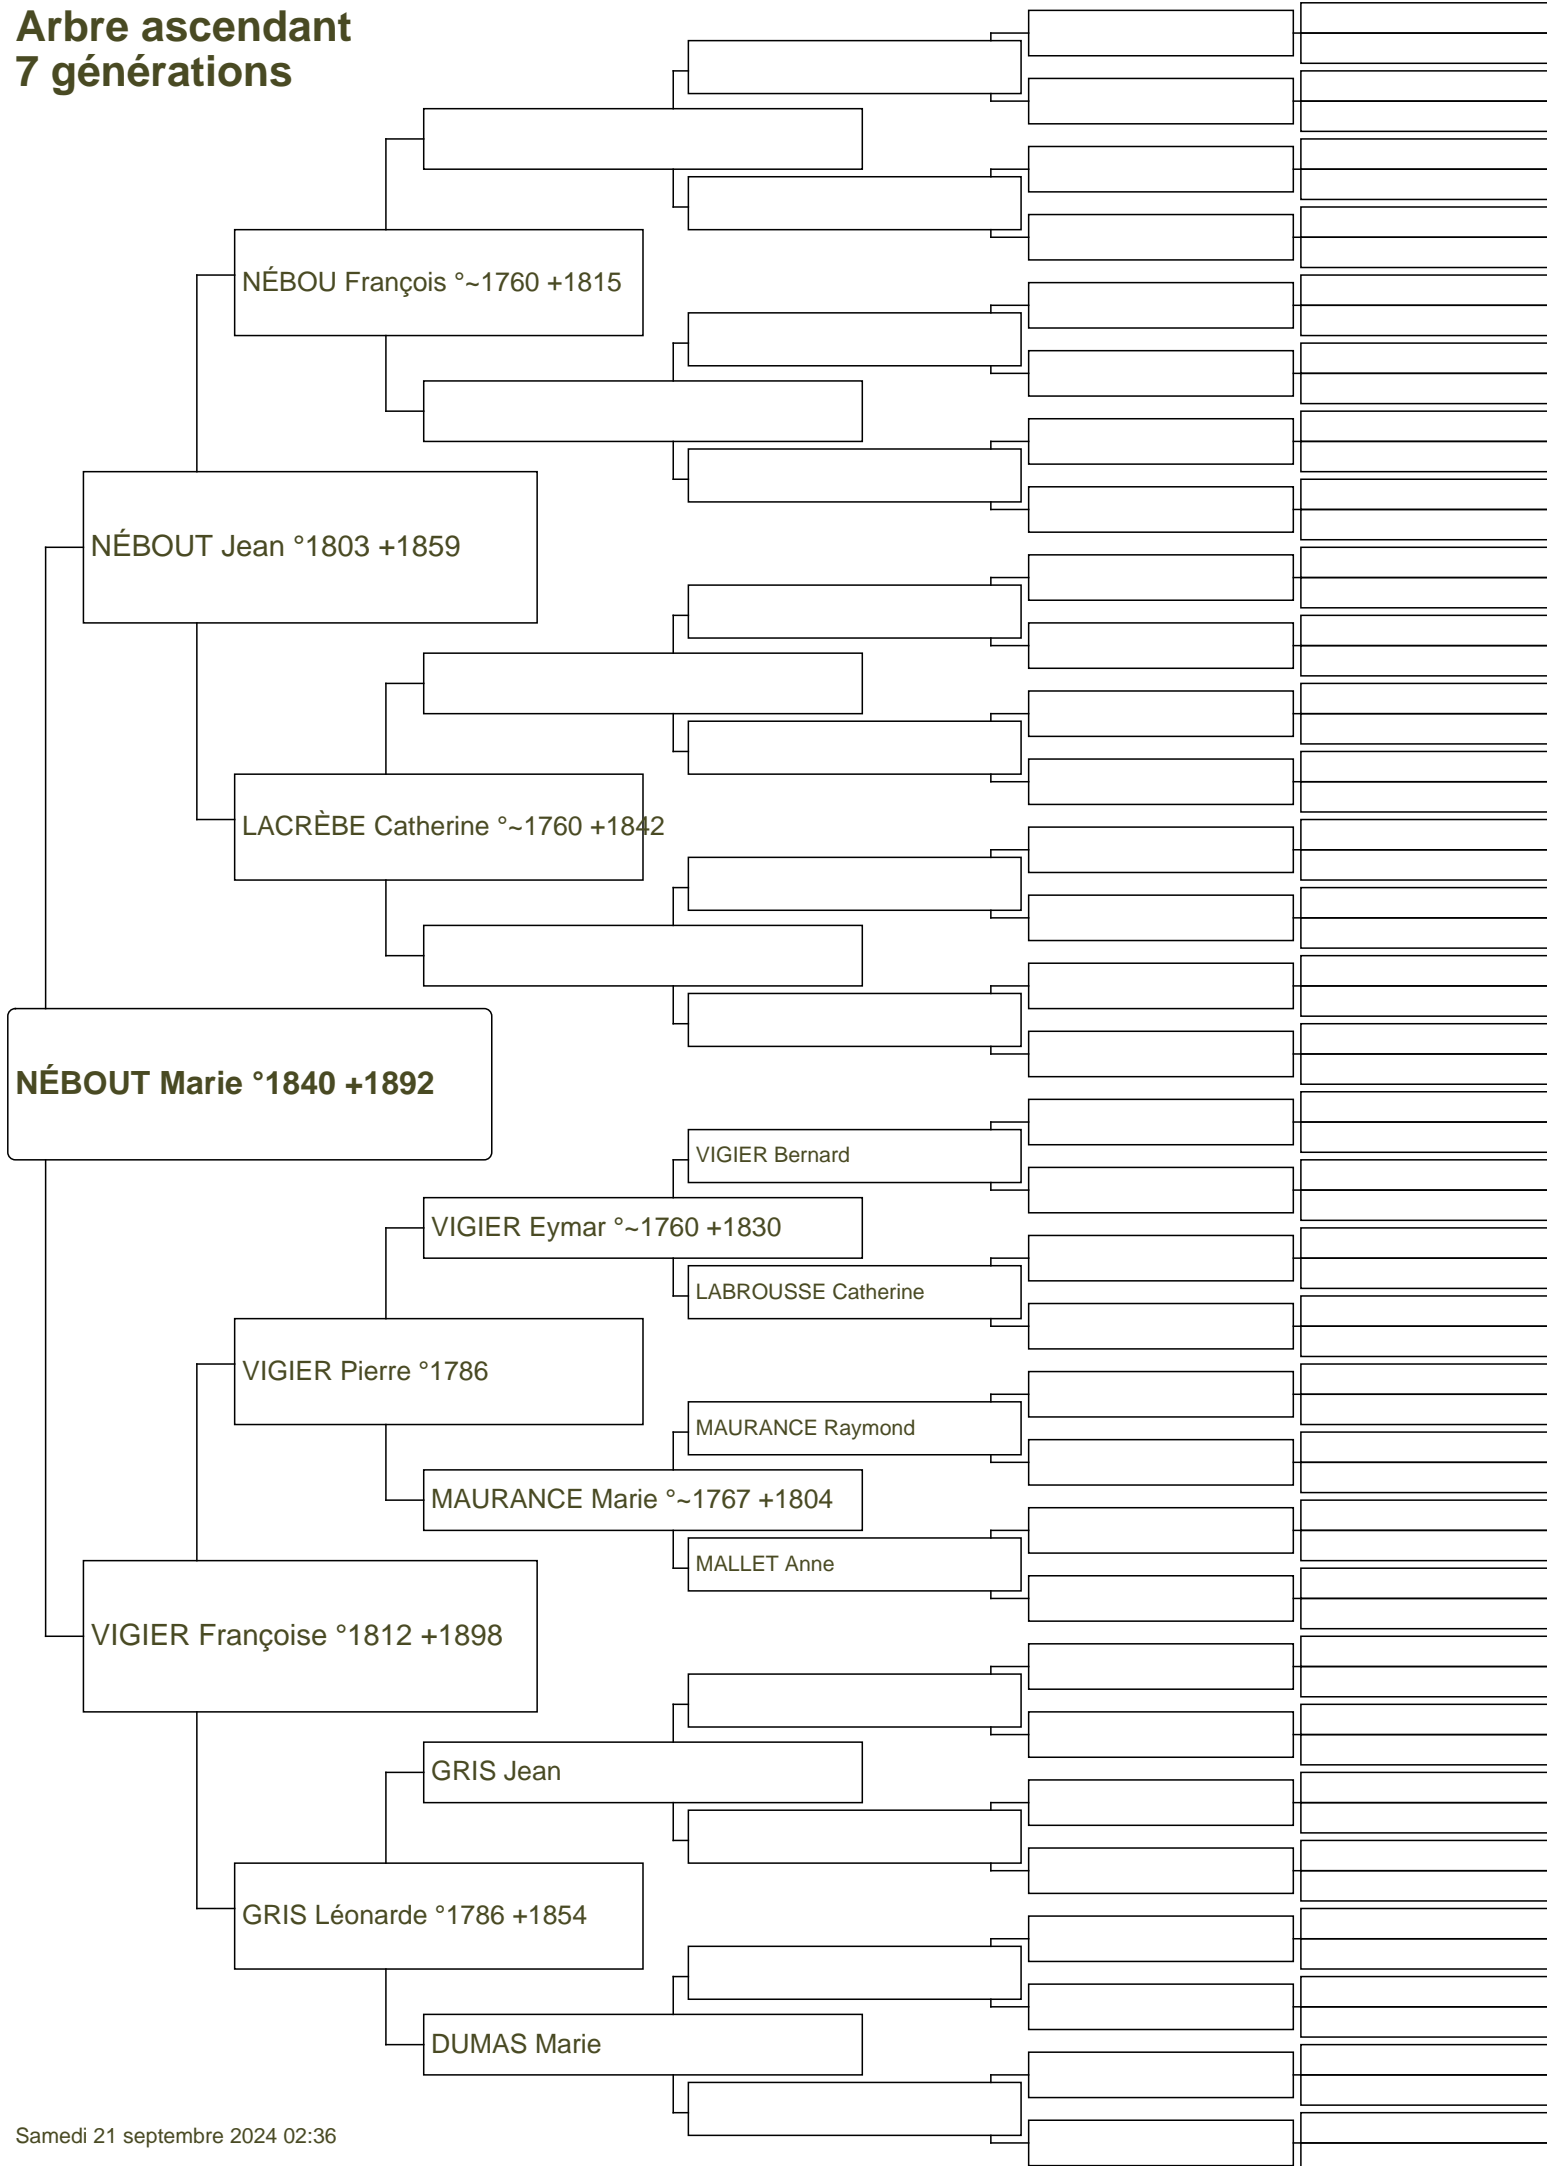 Arbre ascendant
7 générations
NÉBOU François °~1760 +1815
NÉBOUT Jean °1803 +1859
LACRÈBE Catherine °~1760 +1842
NÉBOUT Marie °1840 +1892
VIGIER Bernard
VIGIER Eymar °~1760 +1830
LABROUSSE Catherine
VIGIER Pierre °1786
MAURANCE Raymond
MAURANCE Marie °~1767 +1804
MALLET Anne
VIGIER Françoise °1812 +1898
GRIS Jean
GRIS Léonarde °1786 +1854
DUMAS Marie
Samedi 21 septembre 2024 02:36